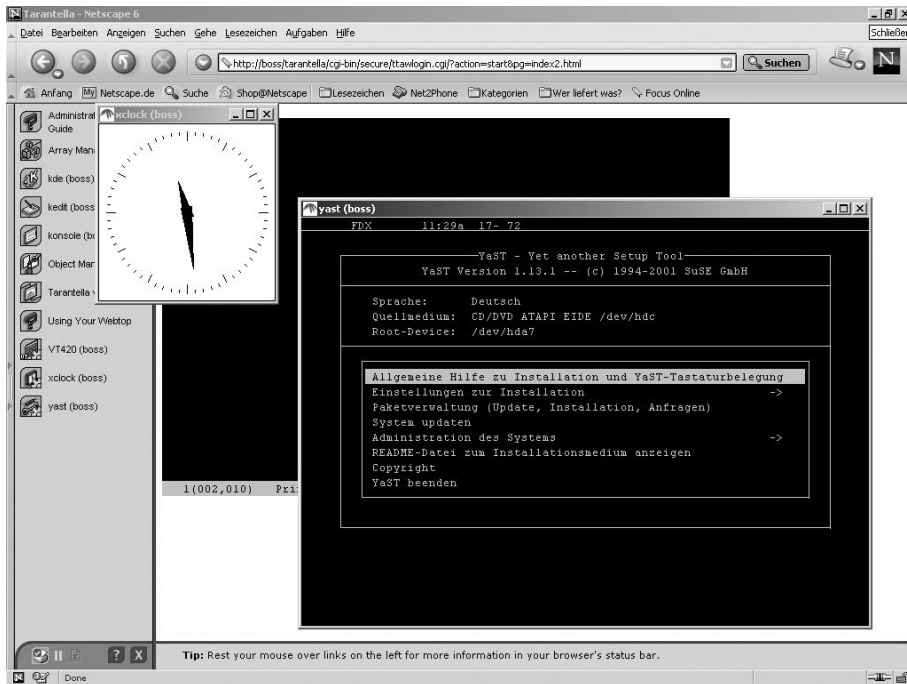 Tarantella - Netscape 6
Datei Bearbeiten Anzeigen Suchen Gehe Lesezeichen Aufgaben Hilfe
Schließen
http://boss/tarantella/cgi-bin/secure/ttawlogin.cgi/?action=start&pg=index2.html
Suchen
N
Anfang My Netscape.de Suche Shop@Netscape Lesezeichen Net2Phone Kategorien Wer liefert was? Focus Online
Administrat
Guide
Array Man
kde (boss)
kedit (boss
konsole (bo
Object Man
Tarantella
Using Your Webtop
VT420 (boss)
xclock (boss)
yast (boss)
xclock (boss)
1(002,010) Pri
yast (boss)
FDX 11:29a 17- 72
YaST - Yet another Setup Tool
YaST Version 1.13.1 -- (c) 1994-2001 SuSE GmbH
Sprache: Deutsch
Quellmedium: CD/DVD ATAPI EIDE /dev/hdc
Root-Device: /dev/hda7
Allgemeine Hilfe zu Installation und YaST-Tastaturbelegung
Einstellungen zur Installation ->
Paketverwaltung (Update, Installation, Anfragen)
System updaten
Administration des Systems ->
README-Datei zum Installationsmedium anzeigen
Copyright
YaST beenden
Tip: Rest your mouse over links on the left for more information in your browser's status bar.
Done